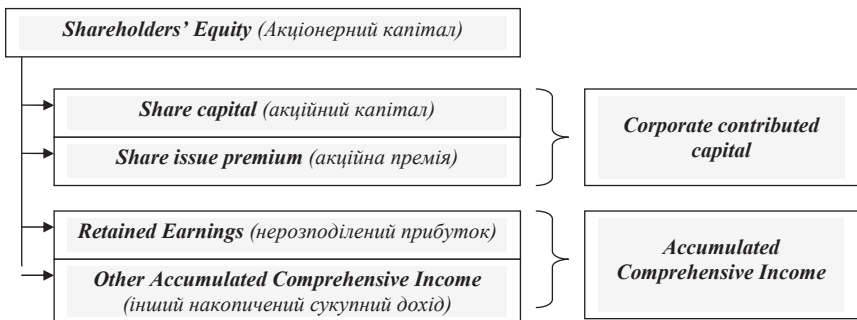 Shareholders’ Equity (Акціонерний капітал)
Share capital (акційний капітал)
Share issue premium (акційна премія)
Corporate contributed
capital
Retained Earnings (нерозподілений прибуток)
Other Accumulated Comprehensive Income
(інший накопичений сукупний дохід)
Accumulated
Comprehensive Income